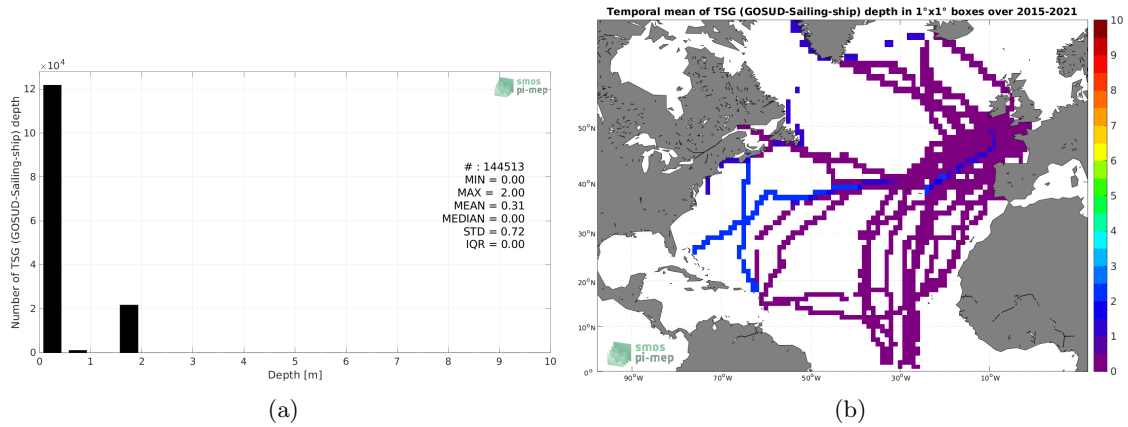 Temporal mean of TSG (GOSUD-Sailing-ship) depth in 1°x1° boxes over 2015-2021
×10⁴
12
10
8
6
4
2
0
Number of TSG (GOSUD-Sailing-ship) depth
0 1 2 3 4 5 6 7 8 9 10
Depth [m]
smos
pi-mep
# : 144513
MIN = 0.00
MAX = 2.00
MEAN = 0.31
MEDIAN = 0.00
STD = 0.72
IQR = 0.00
(a)
50°N
40°N
30°N
20°N
10°N
0°
90°W 70°W 50°W 30°W 10°W
smos
pi-mep
10
9
8
7
6
5
4
3
2
1
0
(b)